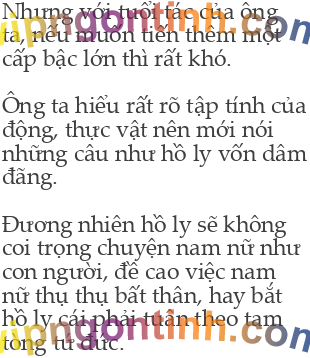 Nhưng với tuổi tác của ông
ta, nếu muốn tiến thêm một
cấp bậc lớn thì rất khó.
Ông ta hiểu rất rõ tập tính của
động, thực vật nên mới nói
những câu như hồ ly vốn dâm
đãng.
Đương nhiên hồ ly sẽ không
coi trọng chuyện nam nữ như
con người, đề cao việc nam
nữ thụ thụ bất thân, hay bắt
hồ ly cái phải tuân theo tam
tòng tứ đức.
vipngontinh.com
vipngontinh.com